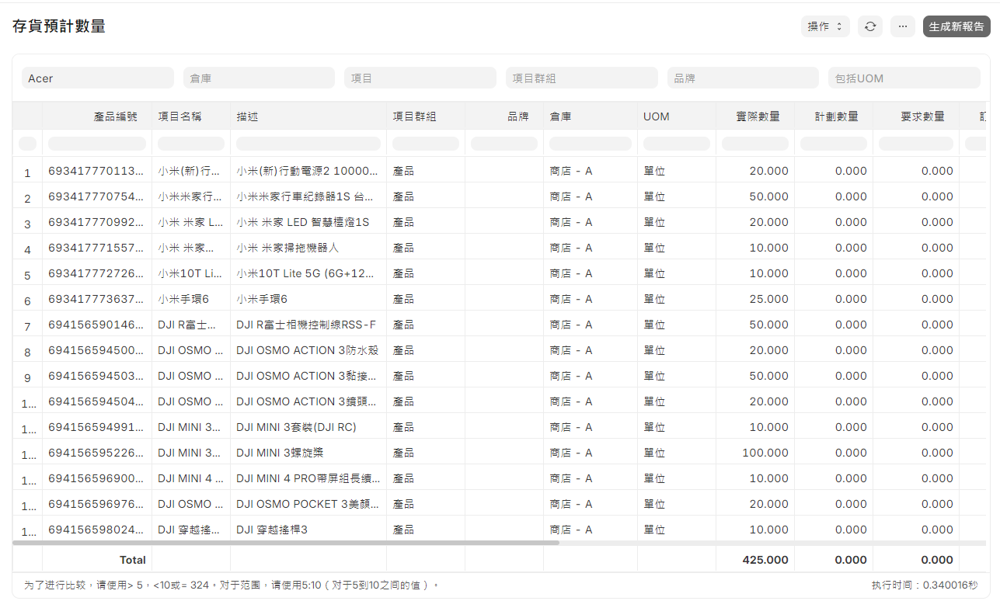 存貨預計數量
操作 ... 生成新報告
Acer 倉庫 項目 項目群組 品牌 包括UOM
產品編號 項目名稱 描述 項目群組 品牌 倉庫 UOM 實際數量 計劃數量 要求數量
1 693417770113... 小米(新)行... 小米(新)行動電源2 10000... 產品 商店 - A 單位 20.000 0.000 0.000
2 693417770754... 小米米家行... 小米米家行車紀錄器1S 台... 產品 商店 - A 單位 50.000 0.000 0.000
3 693417770992... 小米 米家 L... 小米 米家 LED 智慧檯燈1S 產品 商店 - A 單位 20.000 0.000 0.000
4 693417771557... 小米 米家... 小米 米家掃拖機器人 產品 商店 - A 單位 10.000 0.000 0.000
5 693417772726... 小米10T Li... 小米10T Lite 5G (6G+12... 產品 商店 - A 單位 10.000 0.000 0.000
6 693417773637... 小米手環6 小米手環6 產品 商店 - A 單位 25.000 0.000 0.000
7 694156590146... DJI R富士... DJI R富士相機控制線RSS-F 產品 商店 - A 單位 50.000 0.000 0.000
8 694156594500... DJI OSMO ... DJI OSMO ACTION 3防水殼 產品 商店 - A 單位 20.000 0.000 0.000
9 694156594503... DJI OSMO ... DJI OSMO ACTION 3黏接... 產品 商店 - A 單位 50.000 0.000 0.000
1... 694156594504... DJI OSMO ... DJI OSMO ACTION 3鏡頭... 產品 商店 - A 單位 20.000 0.000 0.000
1... 694156594991... DJI MINI 3... DJI MINI 3套裝(DJI RC) 產品 商店 - A 單位 10.000 0.000 0.000
1... 694156595226... DJI MINI 3... DJI MINI 3螺旋槳 產品 商店 - A 單位 100.000 0.000 0.000
1... 694156596900... DJI MINI 4 ... DJI MINI 4 PRO帶屏組長續... 產品 商店 - A 單位 10.000 0.000 0.000
1... 694156596976... DJI OSMO ... DJI OSMO POCKET 3美顏... 產品 商店 - A 單位 20.000 0.000 0.000
1... 694156598024... DJI 穿越搖... DJI 穿越搖桿3 產品 商店 - A 單位 10.000 0.000 0.000
Total 425.000 0.000 0.000
为了进行比较，请使用> 5，<10或= 324。对于范围，请使用5:10（对于5到10之间的值）。 执行时间：0.340016秒